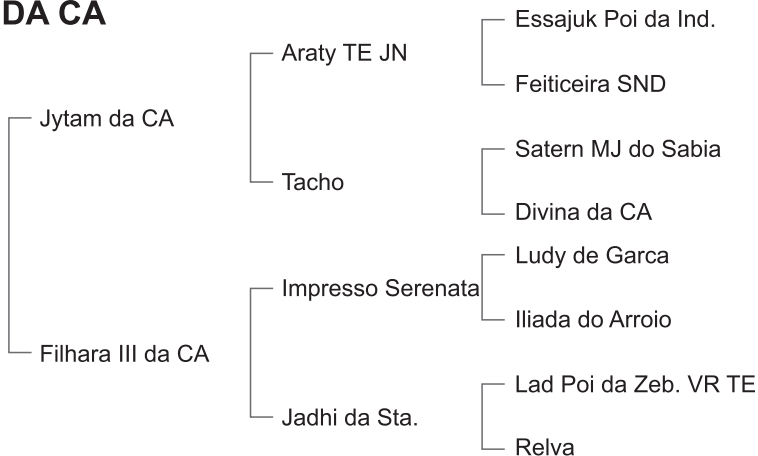 DA CA
Essajuk Poi da Ind.
Araty TE JN
Feiticeira SND
Jytam da CA
Satern MJ do Sabia
Tacho
Divina da CA
Ludy de Garca
Impresso Serenata
Iliada do Arroio
Filhara III da CA
Lad Poi da Zeb. VR TE
Jadhi da Sta.
Relva